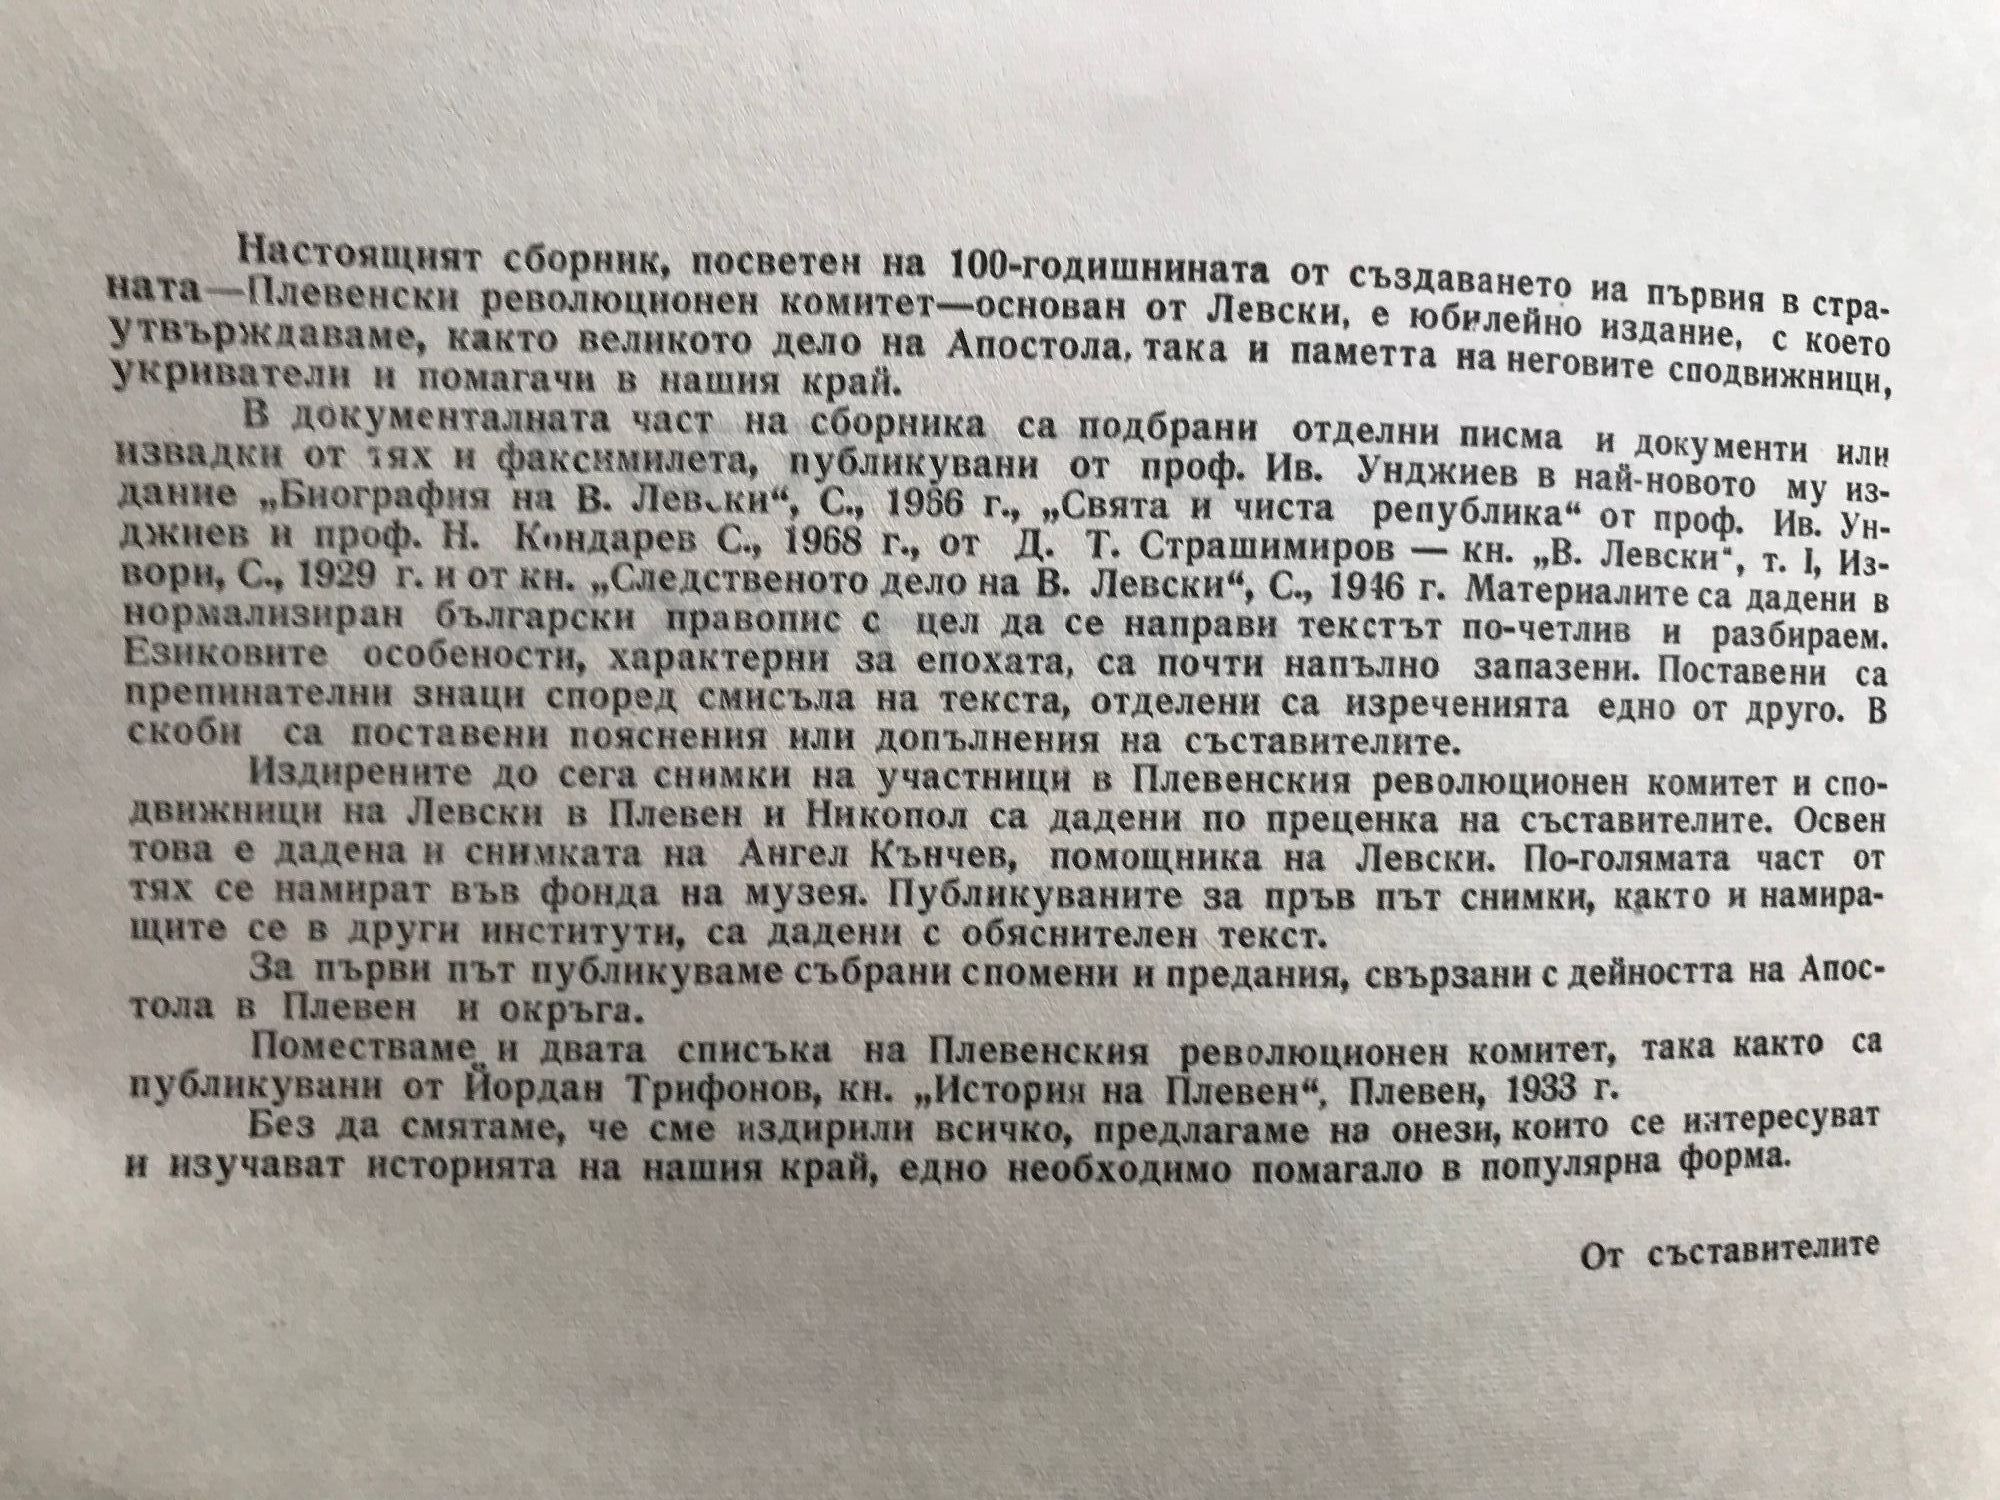 Настоящият сборник, посветен на 100-годишнината от създаването иа първия в стра-
ната—Плевенски революционен комитет—основан от Левски, е юбилейно издание, с което
утвърждаваме, както великото дело на Апостола, така и паметта на неговите сподвижници,
укриватели и помагачи в нашия край.
В документалната част на сборника са подбрани отделни писма и документи или
извадки от тях и факсимилета, публикувани от проф. Ив. Унджиев в най-новото му из-
дание „Биография на В. Левски“, С., 1966 г., „Свята и чиста република“ от проф. Ив. Ун-
джиев и проф. Н. Кондарев С., 1968 г., от Д. Т. Страшимиров — кн. „В. Левски“, т. I, Из-
вори, С., 1929 г. и от кн. „Следственото дело на В. Левски“, С., 1946 г. Материалите са дадени в
нормализиран български правопис с цел да се направи текстът по-четлив и разбираем.
Езиковите особености, характерни за епохата, са почти напълно запазени. Поставени са
препинателни знаци според смисъла на текста, отделени са изреченията едно от друго. В
скоби са поставени пояснения или допълнения на съставителите.
Издирените до сега снимки на участници в Плевенския революционен комитет и спо-
движници на Левски в Плевен и Никопол са дадени по преценка на съставителите. Освен
това е дадена и снимката на Ангел Кънчев, помощника на Левски. По-голямата част от
тях се намират във фонда на музея. Публикуваните за пръв път снимки, както и намира-
щите се в други институти, са дадени с обяснителен текст.
За първи път публикуваме събрани спомени и предания, свързани с дейността на Апос-
тола в Плевен и окръга.
Поместваме и двата списъка на Плевенския революционен комитет, така както са
публикувани от Йордан Трифонов, кн. „История на Плевен“, Плевен, 1933 г.
Без да смятаме, че сме издирили всичко, предлагаме на онези, които се интересуват
и изучават историята на нашия край, едно необходимо помагало в популярна форма.
От съставителите